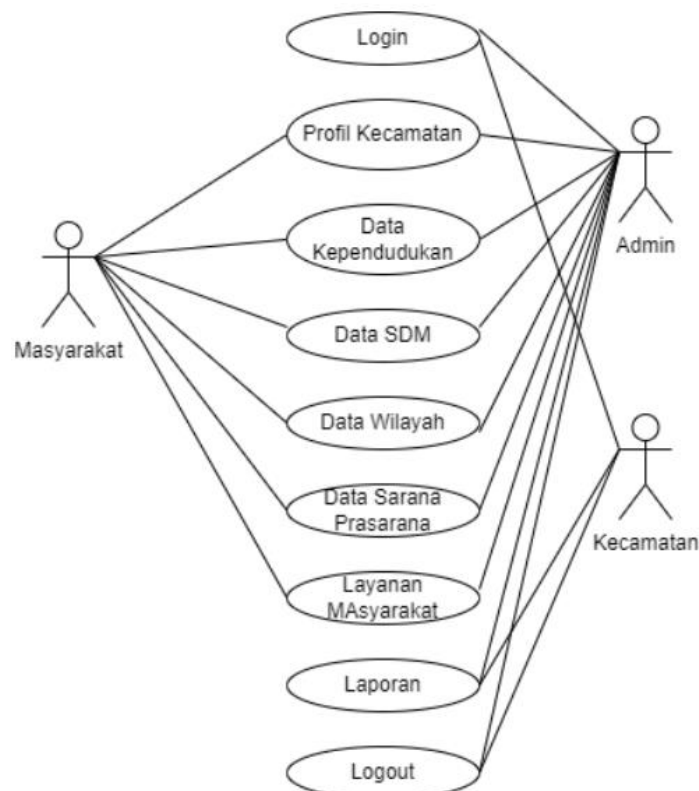 Login
Profil Kecamatan
Data
Kependudukan
Admin
Masyarakat
Data SDM
Data Wilayah
Data Sarana
Prasarana
Kecamatan
Layanan
MAsyarakat
Laporan
Logout